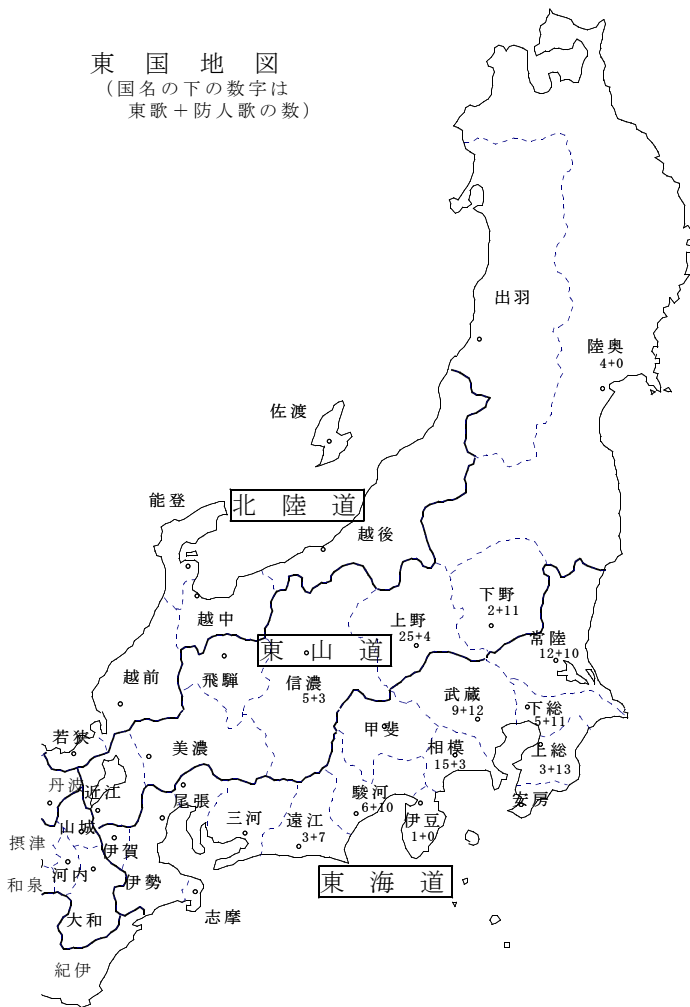 東国地図
（国名の下の数字は
東歌＋防人歌の数）
出羽
陸奥
4+0
佐渡
能登
北陸道
越後
越中
上野
25+4
下野
2+11
常陸
12+10
東山道
越前
飛騨
信濃
5+3
武蔵
9+12
下総
5+11
甲斐
若狭
美濃
相模
15+3
上総
3+13
丹波
近江
尾張
駿河
6+10
安房
山城
三河
遠江
3+7
伊豆
1+0
摂津
伊賀
河内
和泉
伊勢
東海道
大和
志摩
紀伊